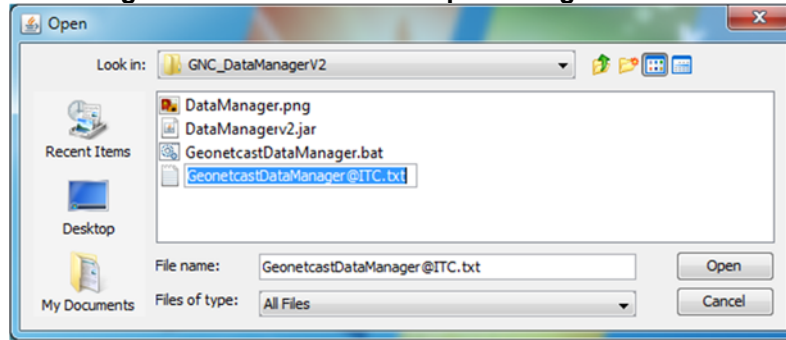 Open
Look in:
GNC_DataManagerV2
DataManager.png
DataManagerv2.jar
GeonetcastDataManager.bat
GeonetcastDataManager@ITC.txt
Recent Items
Desktop
My Documents
File name:
GeonetcastDataManager@ITC.txt
Open
Files of type:
All Files
Cancel